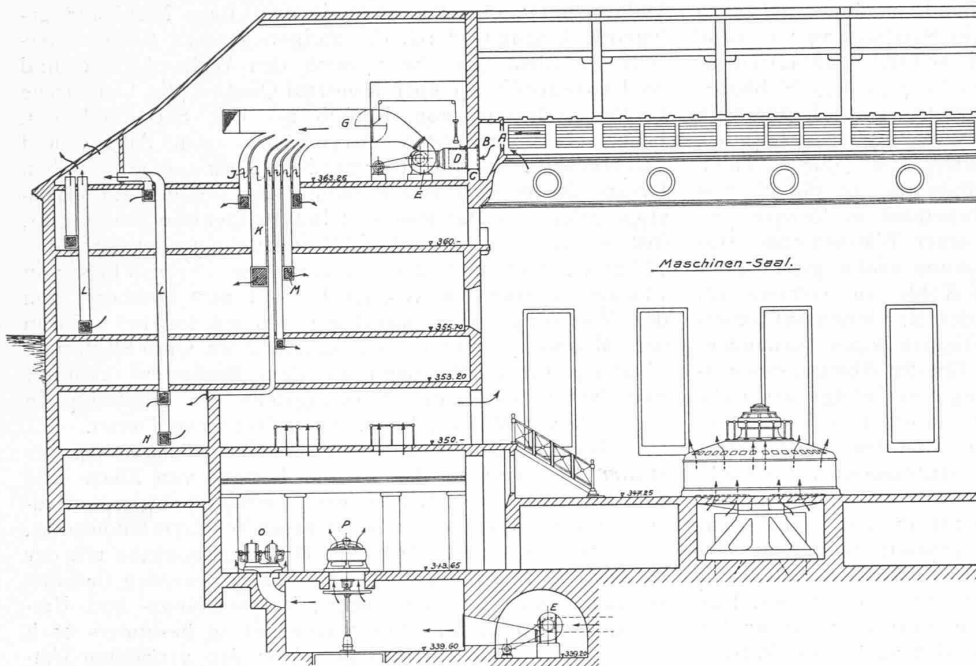 G
B
J
D
C
363.25
E
K
360.-
Maschinen-Saal.
L
L
M
355.70
353.20
M
350.-
347.25
O
P
343.65
E
339.60
339.20